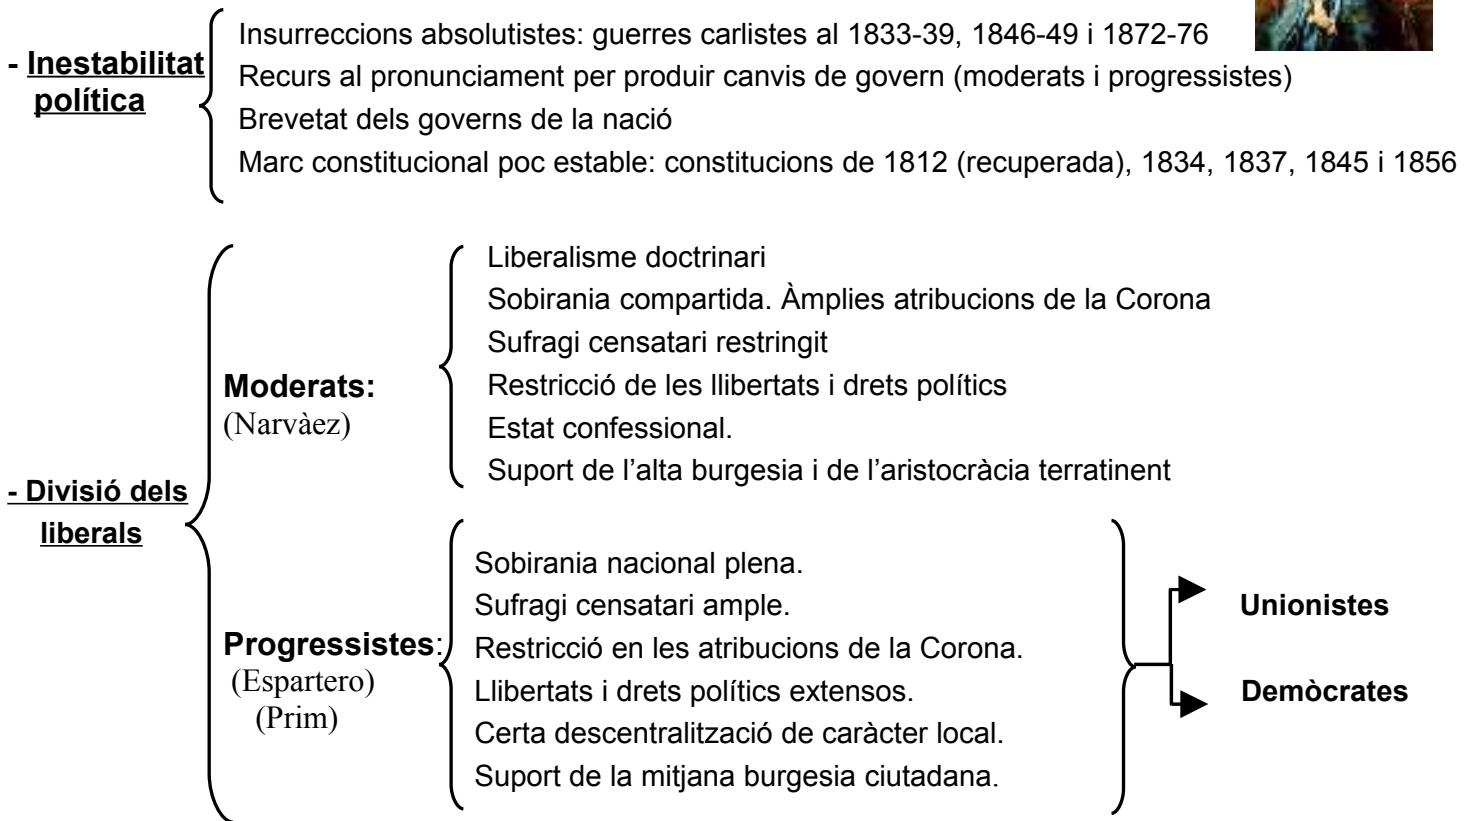 - Inestabilitat
política
Insurreccions absolutistes: guerres carlistes al 1833-39, 1846-49 i 1872-76
Recurs al pronunciament per produir canvis de govern (moderats i progressistes)
Brevetat dels governs de la nació
Marc constitucional poc estable: constitucions de 1812 (recuperada), 1834, 1837, 1845 i 1856
- Divisió dels
liberals
Moderats:
(Narvàez)
Liberalisme doctrinari
Sobirania compartida. Àmplies atribucions de la Corona
Sufragi censatari restringit
Restricció de les llibertats i drets polítics
Estat confessional.
Suport de l’alta burgesia i de l’aristocràcia terratinent
Progressistes:
(Espartero)
(Prim)
Sobirania nacional plena.
Sufragi censatari ample.
Restricció en les atribucions de la Corona.
Llibertats i drets polítics extensos.
Certa descentralització de caràcter local.
Suport de la mitjana burgesia ciutadana.
Unionistes
Demòcrates